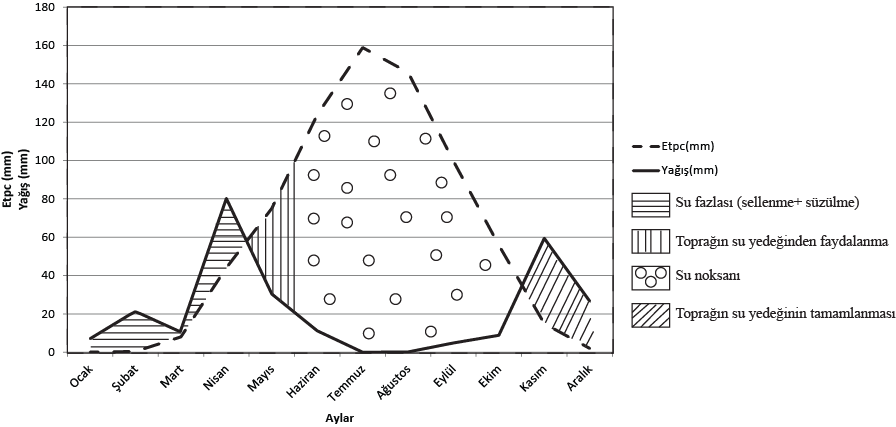 180
160
140
120
100
80
60
40
20
0
Etpc (mm)
Yağış (mm)
Ocak
Şubat
Mart
Nisan
Mayıs
Haziran
Temmuz
Ağustos
Eylül
Ekim
Kasım
Aralık
Aylar
Etpc(mm)
Yağış(mm)
Su fazlası (sellenme+ süzülme)
Toprağın su yedeğinden faydalanma
Su noksanı
Toprağın su yedeğinin tamamlanması